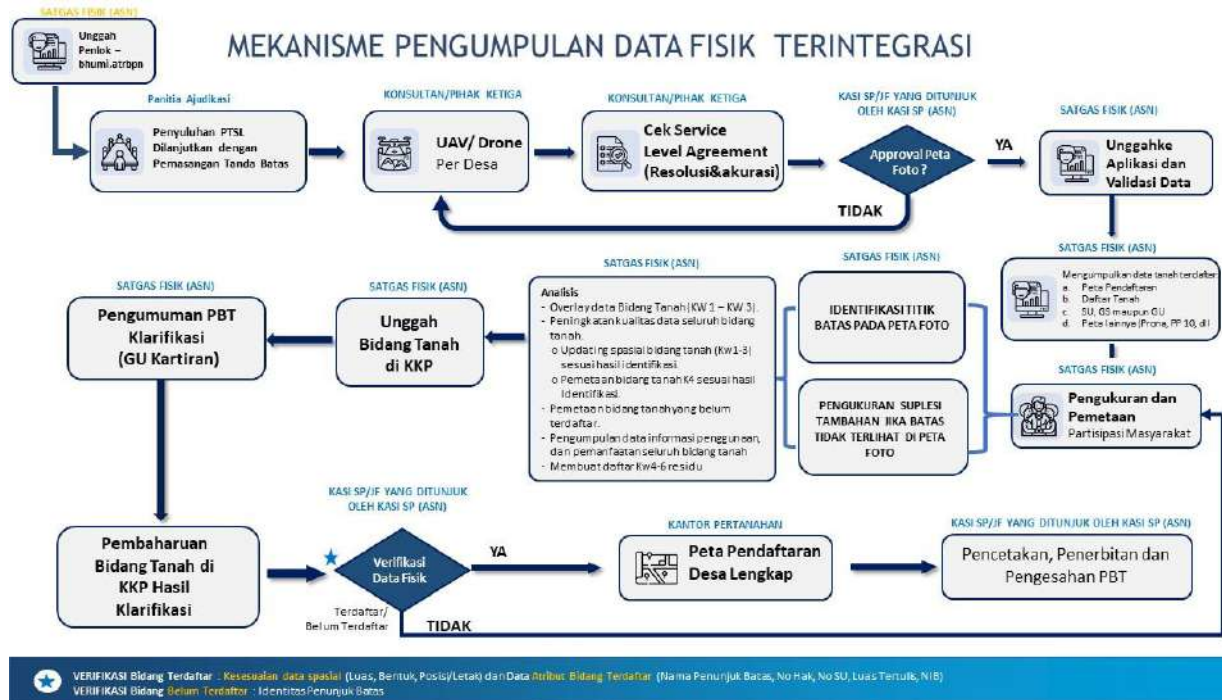 SATGAS FISIK (ASN)
Unggah
Penlok –
bhumi.atrbpn
MEKANISME PENGUMPULAN DATA FISIK TERINTEGRASI
Panitia Ajudikasi
Penyuluhan PTSL
Dilanjutkan dengan
Pemasangan Tanda Batas
KONSULTAN/PIHAK KETIGA
UAV/ Drone
Per Desa
KONSULTAN/PIHAK KETIGA
Cek Service
Level Agreement
(Resolusi&akurasi)
KASI SP/JF YANG DITUNJUK
OLEH KASI SP (ASN)
Approval Peta
Foto ?
YA
TIDAK
SATGAS FISIK (ASN)
Unggahke
Aplikasi dan
Validasi Data
SATGAS FISIK (ASN)
Mengumpulkan data tanah terdaftar:
a. Peta Pendaftaran
b. Daftar Tanah
c. SU, GS maupun GU
d. Peta lainnya (Prona, PP 10, dll
SATGAS FISIK (ASN)
Pengukuran dan
Pemetaan
Partisipasi Masyarakat
SATGAS FISIK (ASN)
IDENTIFIKASI TITIK
BATAS PADA PETA FOTO
PENGUKURAN SUPLESI
TAMBAHAN JIKA BATAS
TIDAK TERLIHAT DI PETA
FOTO
SATGAS FISIK (ASN)
Analisis
- Overlay data Bidang Tanah (KW 1 – KW 3).
- Peningkatan kualitas data seluruh bidang
tanah.
o Updating spasial bidang tanah (Kw1-3)
sesuai hasil identifikasi.
o Pemetaan bidang tanah K4 sesuai hasil
Identifikasi.
- Pemetaan bidang tanah yang belum
terdaftar.
- Pengumpulan data informasi penggunaan,
dan pemanfaatan seluruh bidang tanah
- Membuat daftar Kw4-6 residu
SATGAS FISIK (ASN)
Unggah
Bidang Tanah
di KKP
SATGAS FISIK (ASN)
Pengumuman PBT
Klarifikasi
(GU Kartiran)
Pembaharuan
Bidang Tanah di
KKP Hasil
Klarifikasi
KASI SP/JF YANG DITUNJUK
OLEH KASI SP (ASN)
Verifikasi
Data Fisik
Terdaftar/
Belum Terdaftar
YA
TIDAK
KANTOR PERTANAHAN
Peta Pendaftaran
Desa Lengkap
KASI SP/JF YANG DITUNJUK OLEH KASI SP (ASN)
Pencetakan, Penerbitan dan
Pengesahan PBT
VERIFIKASI Bidang Terdaftar : Kesesuaian data spasial (Luas, Bentuk, Posisi/Letak) dan Data Atribut Bidang Terdaftar (Nama Penunjuk Batas, No Hak, No SU, Luas Tertulis, NIB)
VERIFIKASI Bidang Belum Terdaftar : Identitas Penunjuk Batas